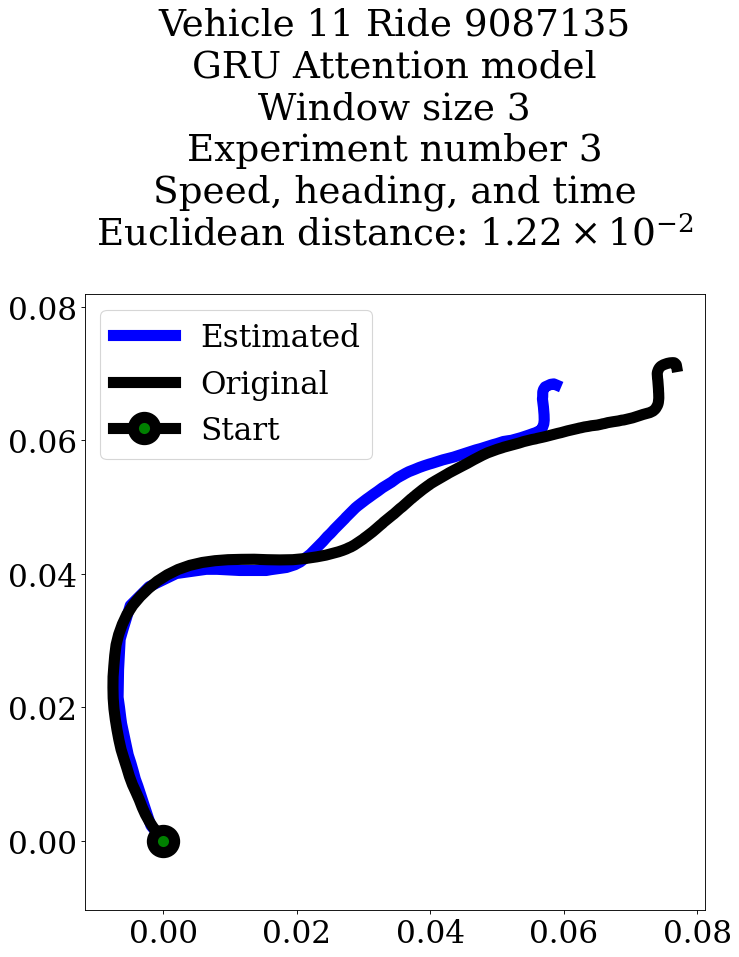 Vehicle 11 Ride 9087135
GRU Attention model
Window size 3
Experiment number 3
Speed, heading, and time
Euclidean distance: 1.22 × 10⁻²
0.08
0.06
0.04
0.02
0.00
Estimated
Original
Start
0.00 0.02 0.04 0.06 0.08